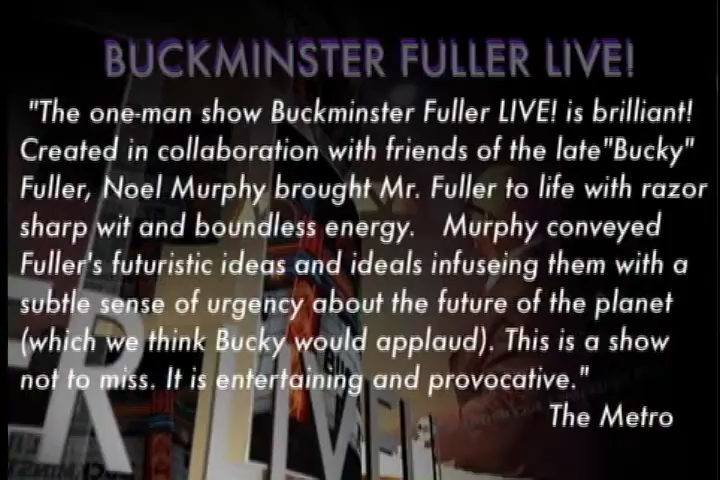 BUCKMINSTER FULLER LIVE!
"The one-man show Buckminster Fuller LIVE! is brilliant!
Created in collaboration with friends of the late"Bucky"
Fuller, Noel Murphy brought Mr. Fuller to life with razor
sharp wit and boundless energy. Murphy conveyed
Fuller's futuristic ideas and ideals infuseing them with a
subtle sense of urgency about the future of the planet
(which we think Bucky would applaud). This is a show
not to miss. It is entertaining and provocative."
The Metro
ER LIVE!